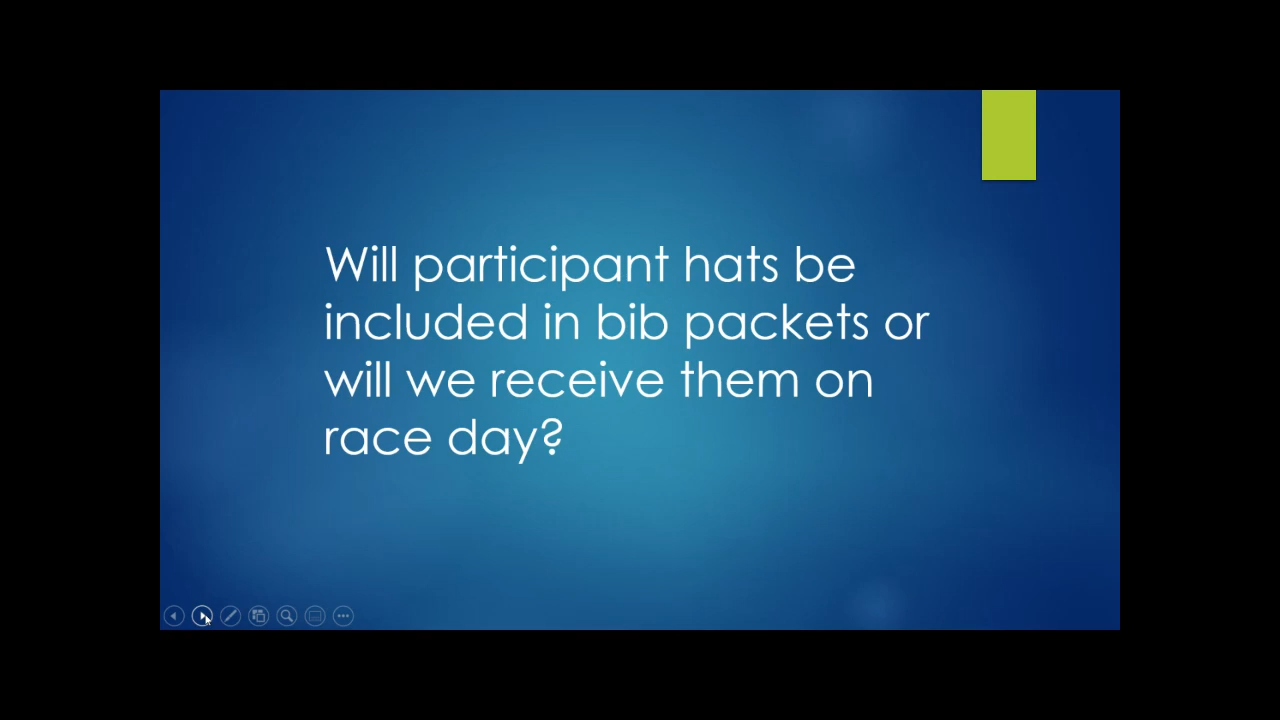 Will participant hats be
included in bib packets or
will we receive them on
race day?